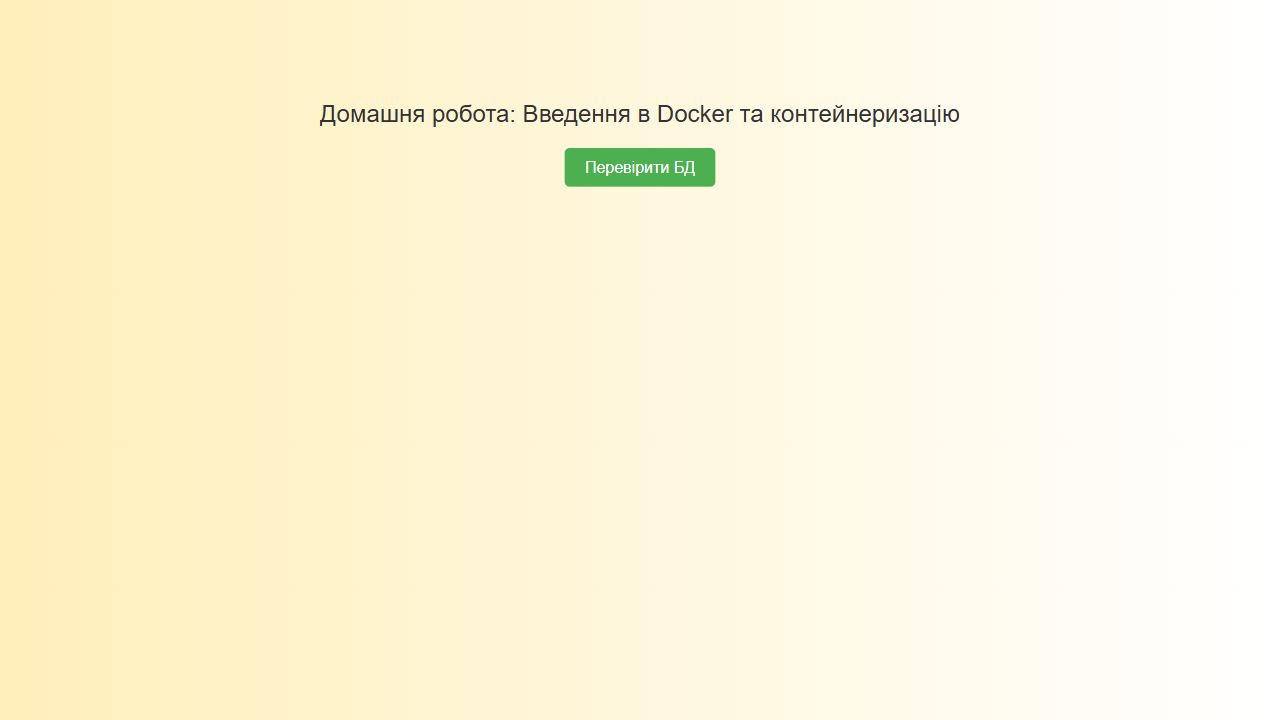 Домашня робота: Введення в Docker та контейнеризацію
Перевірити БД